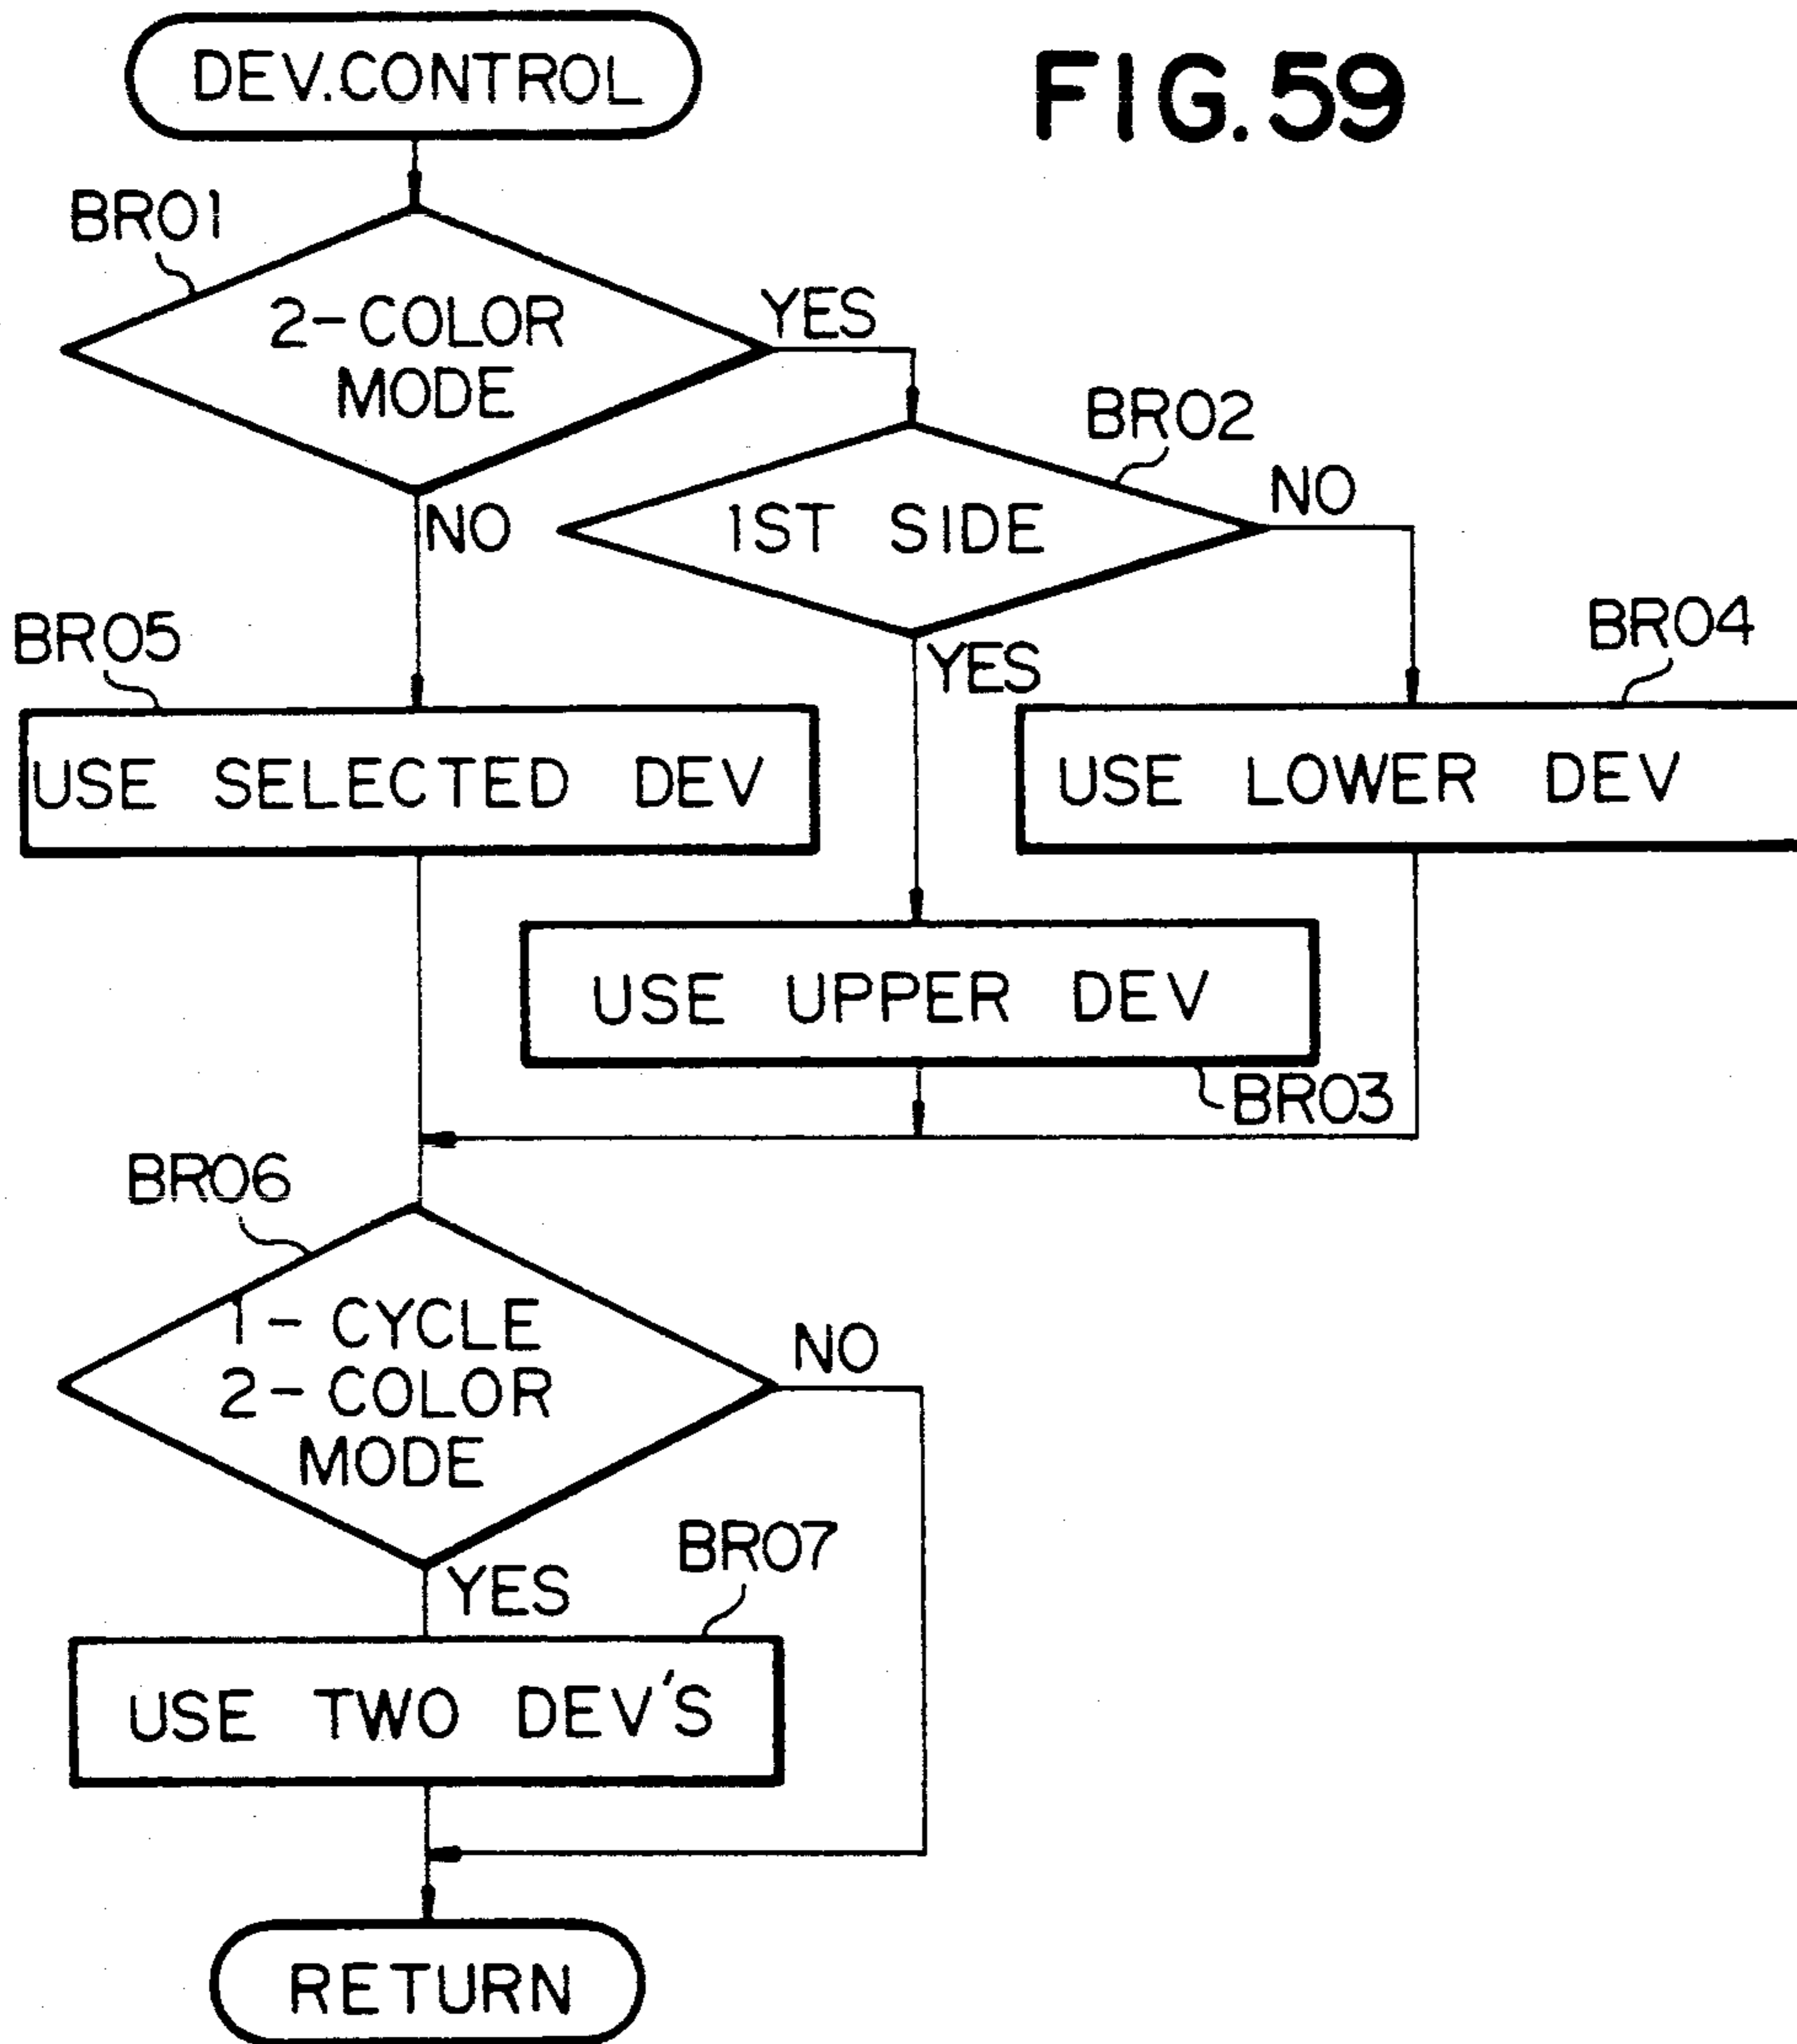 DEV.CONTROL
FIG.59
BR01
2-COLOR
MODE
YES
NO
BR02
1ST SIDE
NO
YES
BR05
USE SELECTED DEV
BR04
USE LOWER DEV
USE UPPER DEV
BR03
BR06
1-CYCLE
2-COLOR
MODE
NO
YES
BR07
USE TWO DEV'S
RETURN